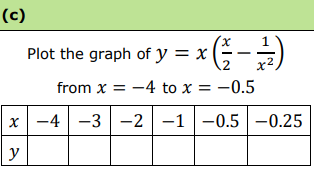 (c)
Plot the graph of y = x (x/2 − 1/x²)
from x = −4 to x = −0.5
x −4 −3 −2 −1 −0.5 −0.25
y